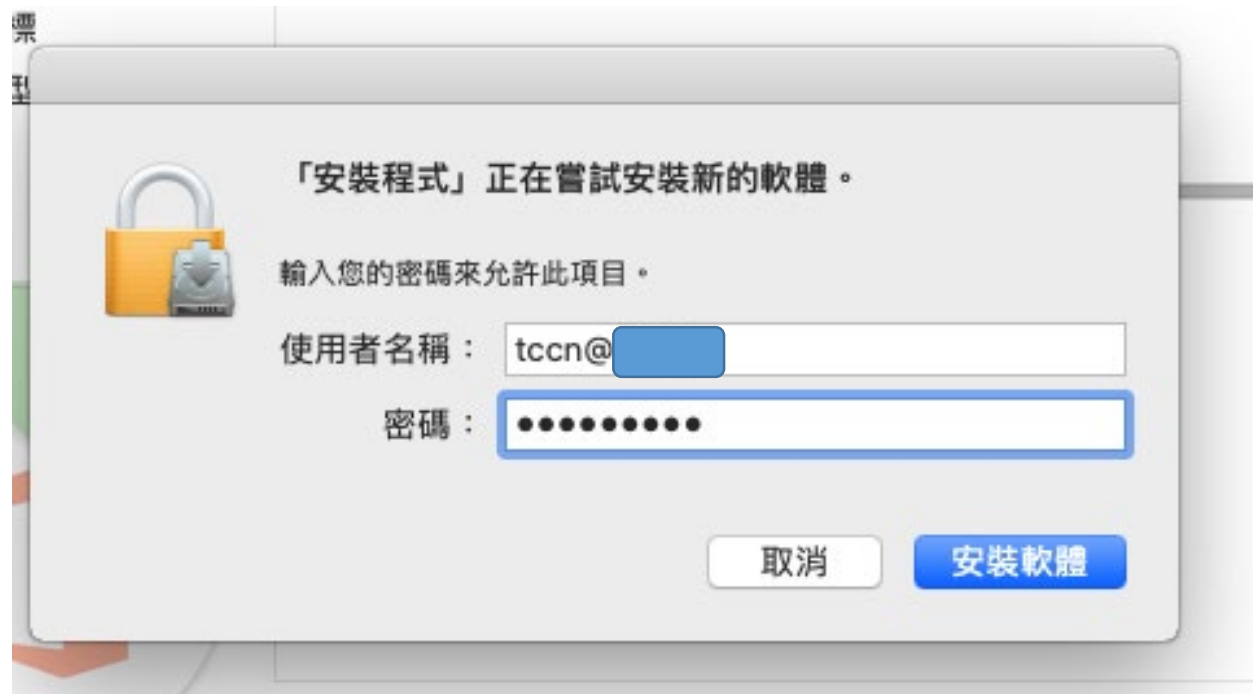 標
型
「安裝程式」正在嘗試安裝新的軟體。
輸入您的密碼來允許此項目。
使用者名稱： tccn@
密碼： •••••••••
取消 安裝軟體